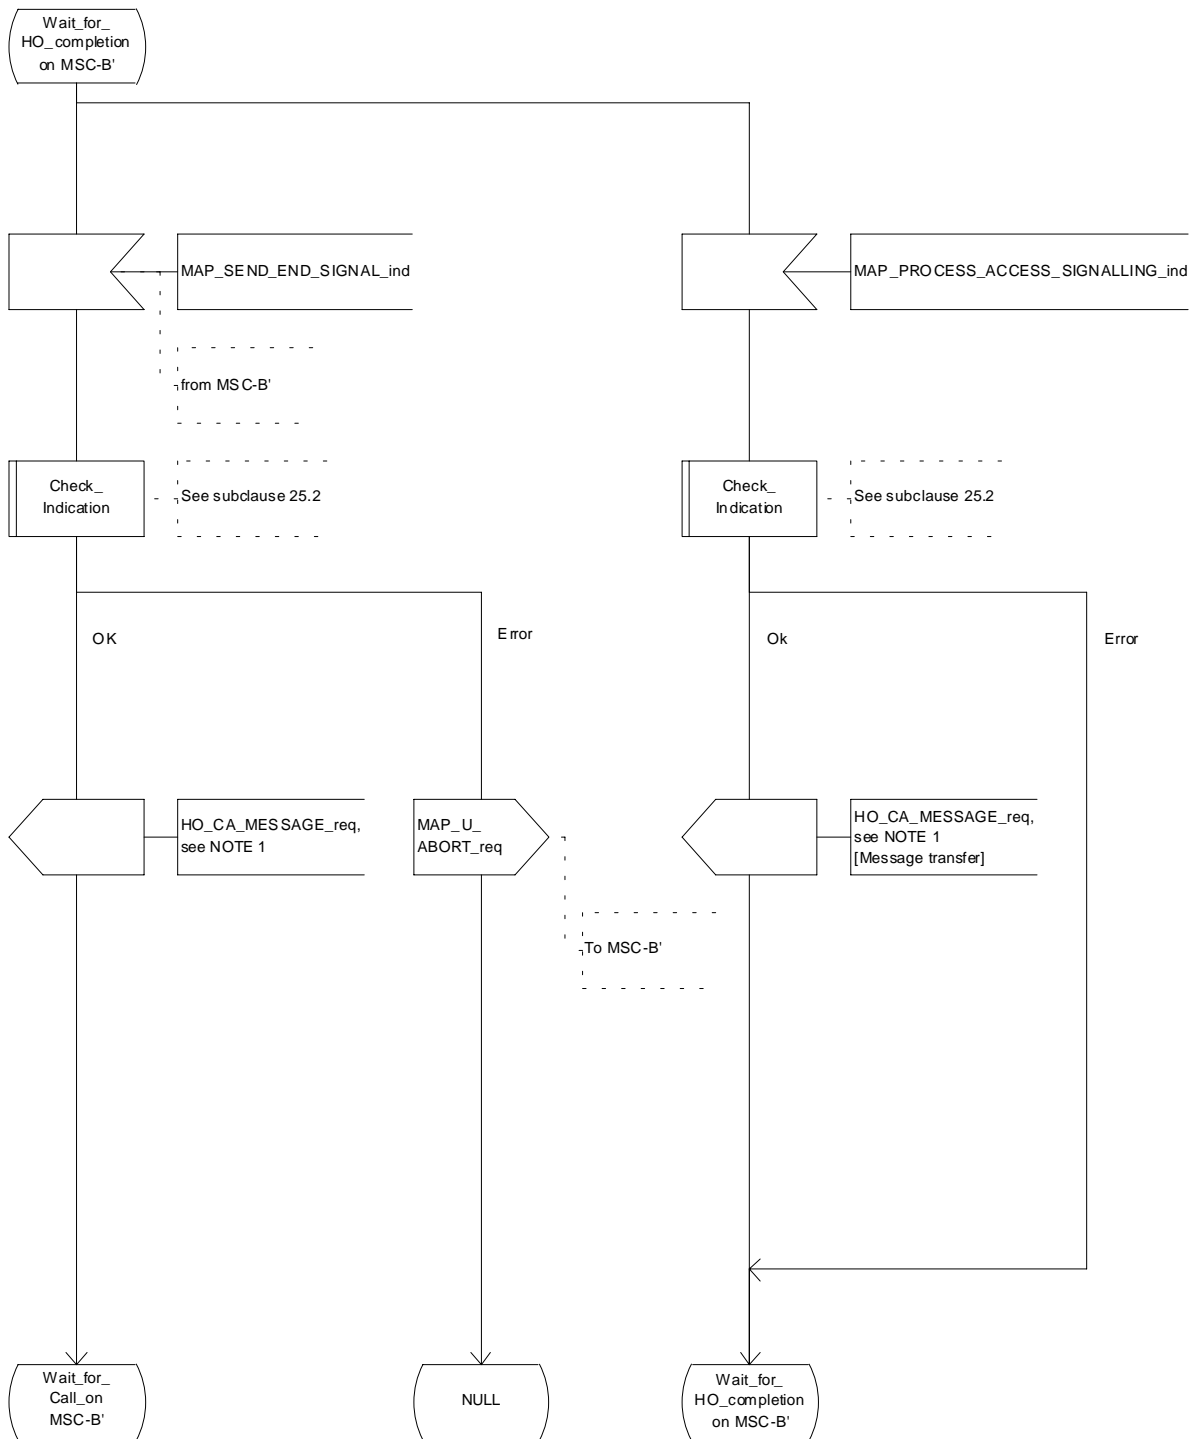 Wait_for_
HO_completion
on MSC-B'
MAP_SEND_END_SIGNAL_ind
MAP_PROCESS_ACCESS_SIGNALLING_ind
from MSC-B'
Check_
Indication
See subclause 25.2
Check_
Indication
See subclause 25.2
OK
Error
Ok
Error
HO_CA_MESSAGE_req,
see NOTE 1
MAP_U_
ABORT_req
HO_CA_MESSAGE_req,
see NOTE 1
[Message transfer]
To MSC-B'
Wait_for_
Call_on
MSC-B'
NULL
Wait_for_
HO_completion
on MSC-B'